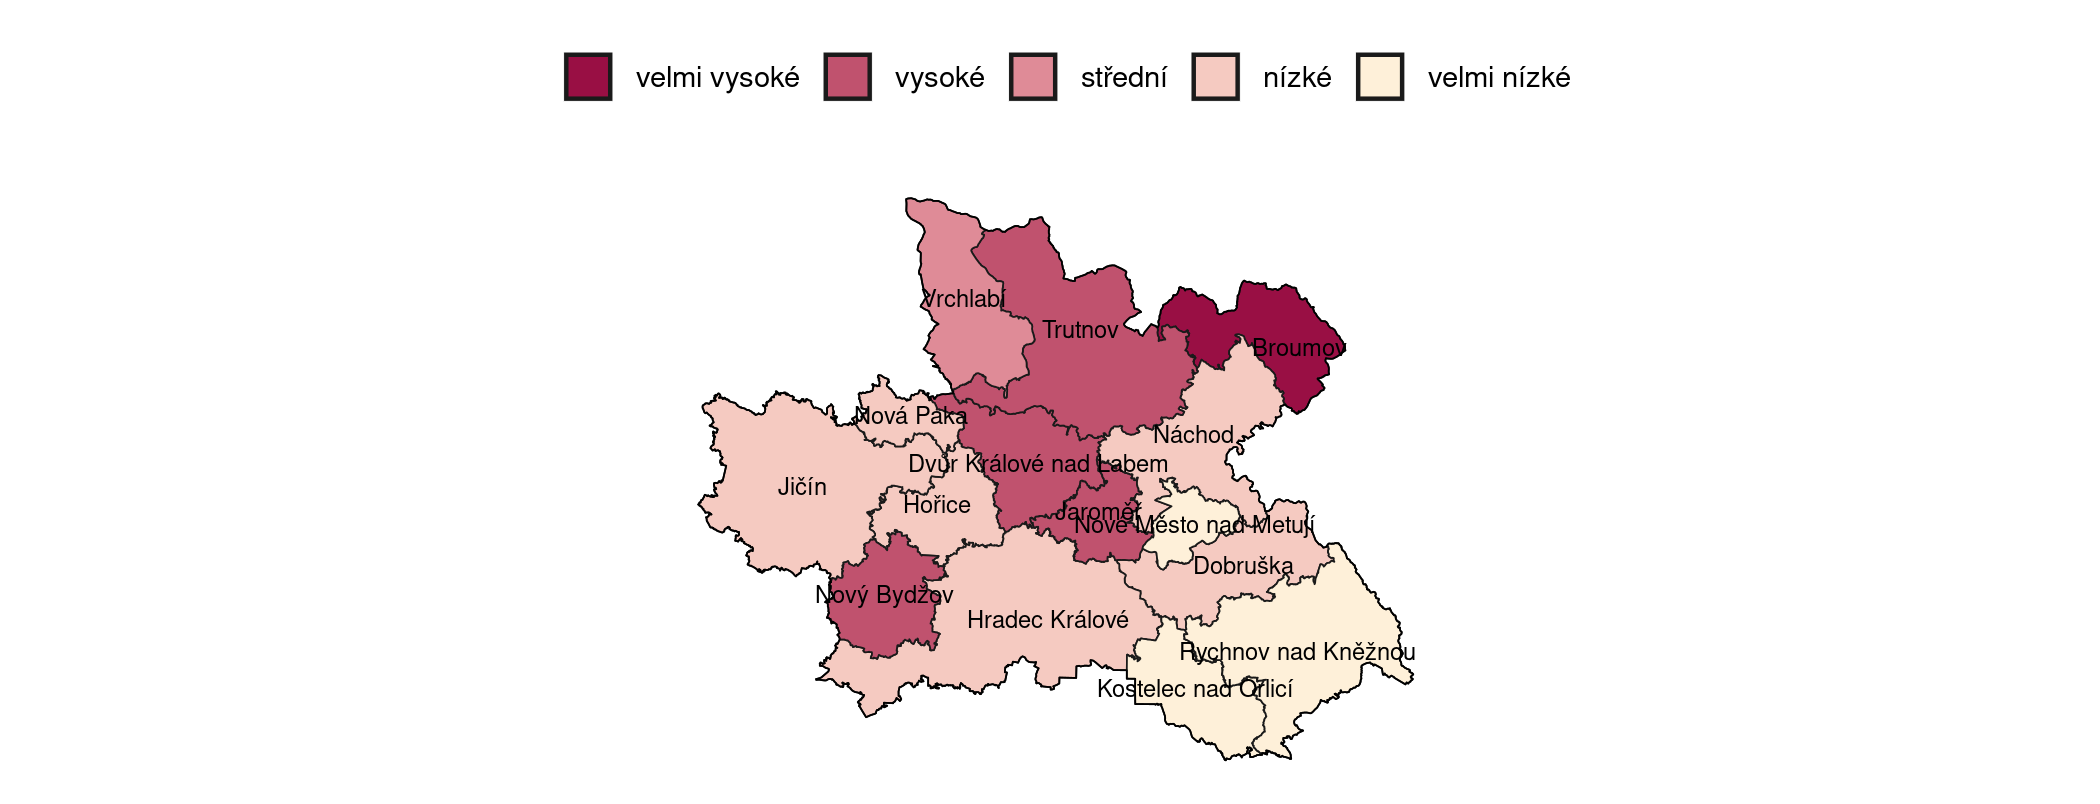 velmi vysoké
vysoké
střední
nízké
velmi nízké
Vrchlabí
Trutnov
Broumov
Nová Paka
Náchod
Dvůr Králové nad Labem
Jičín
Hořice
Jaroměř
Nové Město nad Metují
Dobruška
Nový Bydžov
Hradec Králové
Rychnov nad Kněžnou
Kostelec nad Orlicí